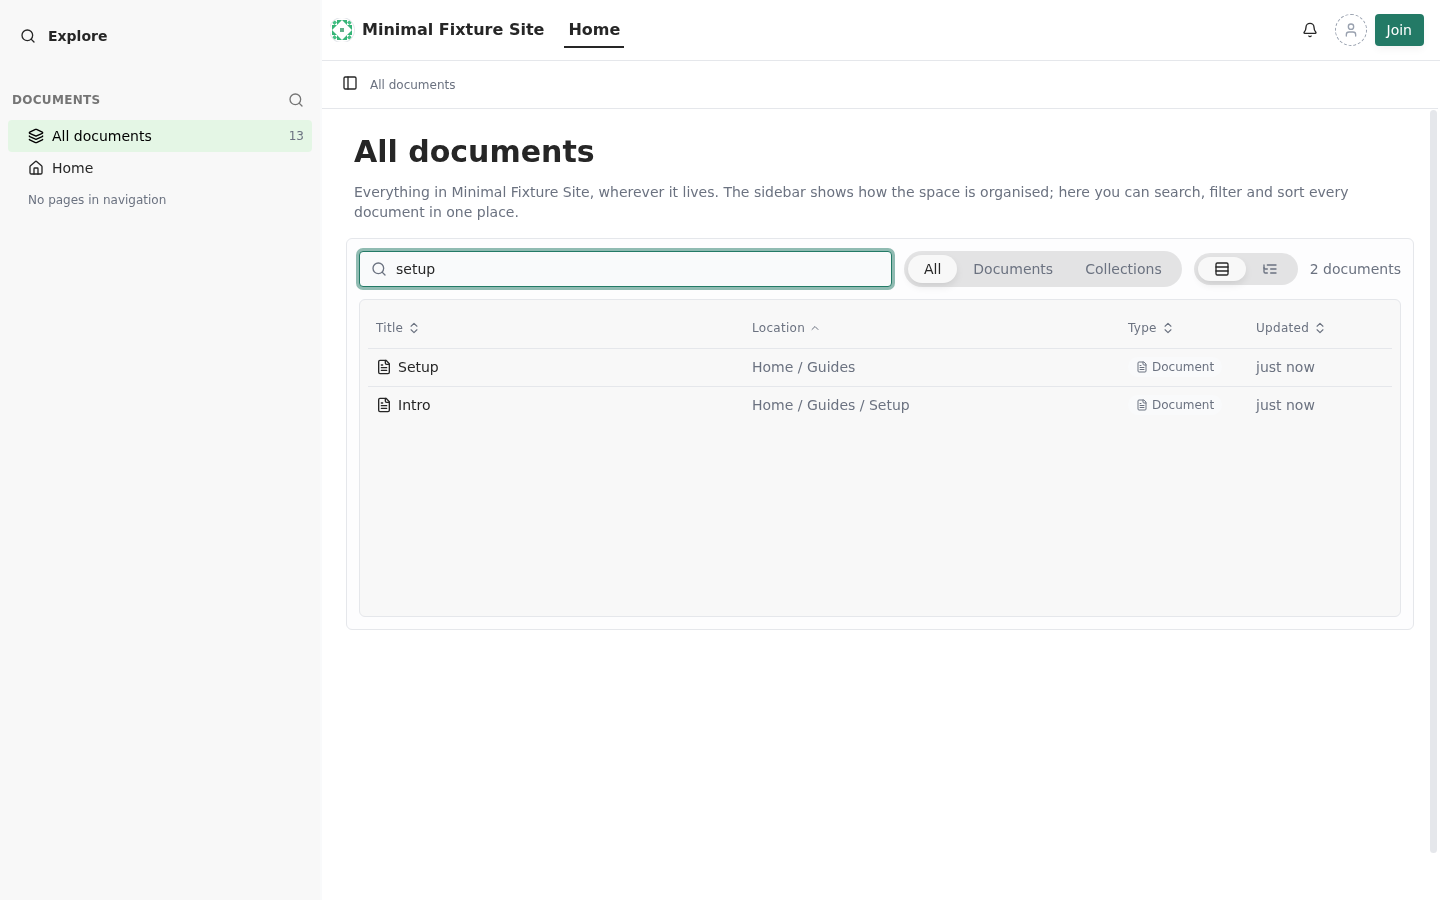 Explore
DOCUMENTS
All documents 13
Home
No pages in navigation
Minimal Fixture Site Home Join
All documents
All documents
Everything in Minimal Fixture Site, wherever it lives. The sidebar shows how the space is organised; here you can search, filter and sort every
document in one place.
setup All Documents Collections 2 documents
Title Location Type Updated
Setup Home / Guides Document just now
Intro Home / Guides / Setup Document just now